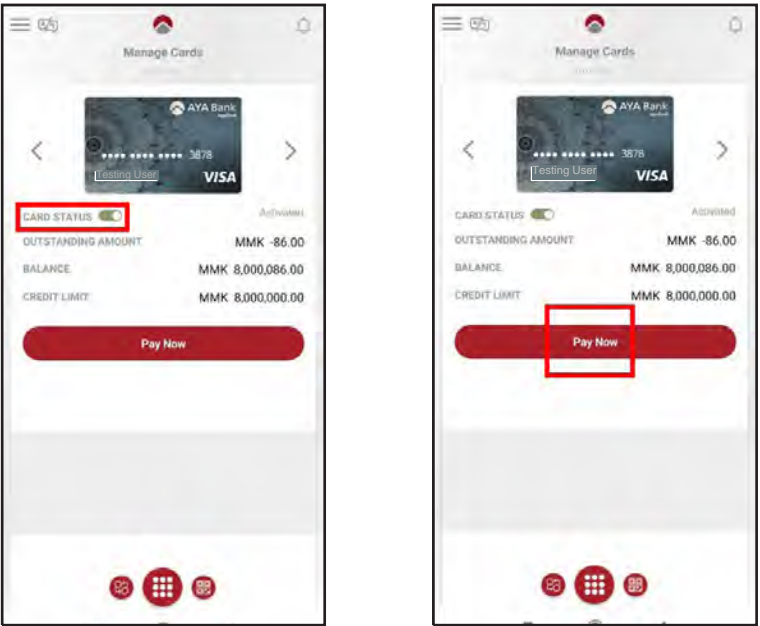 Manage Cards
AYA Bank
3878
Testing User
VISA
CARD STATUS
Activated
OUTSTANDING AMOUNT
MMK -86.00
BALANCE
MMK 8,000,086.00
CREDIT LIMIT
MMK 8,000,000.00
Pay Now
Manage Cards
AYA Bank
3878
Testing User
VISA
CARD STATUS
Activated
OUTSTANDING AMOUNT
MMK -86.00
BALANCE
MMK 8,000,086.00
CREDIT LIMIT
MMK 8,000,000.00
Pay Now